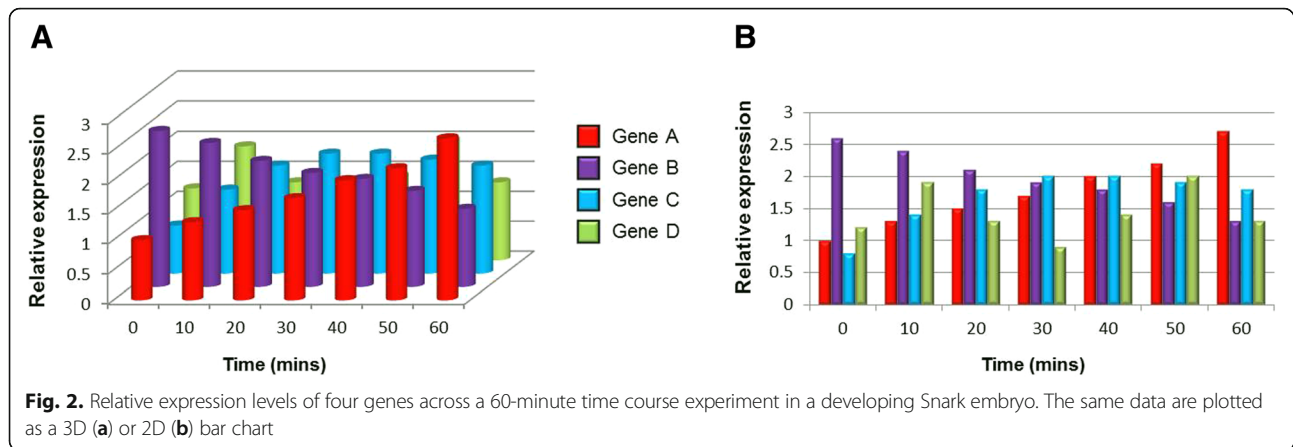 A
Relative expression
3
2.5
2
1.5
1
0.5
0
0 10 20 30 40 50 60
Time (mins)
Gene A
Gene B
Gene C
Gene D
B
Relative expression
3
2.5
2
1.5
1
0.5
0
0 10 20 30 40 50 60
Time (mins)
Fig. 2. Relative expression levels of four genes across a 60-minute time course experiment in a developing Snark embryo. The same data are plotted
as a 3D (a) or 2D (b) bar chart